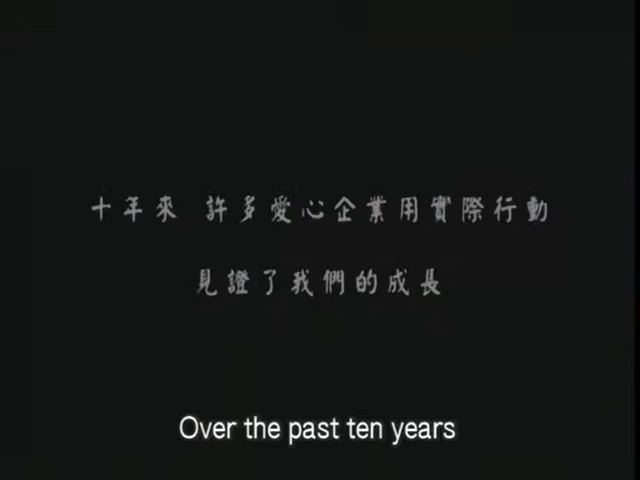 十年來 許多愛心企業用實際行動
見證了我們的成長
Over the past ten years